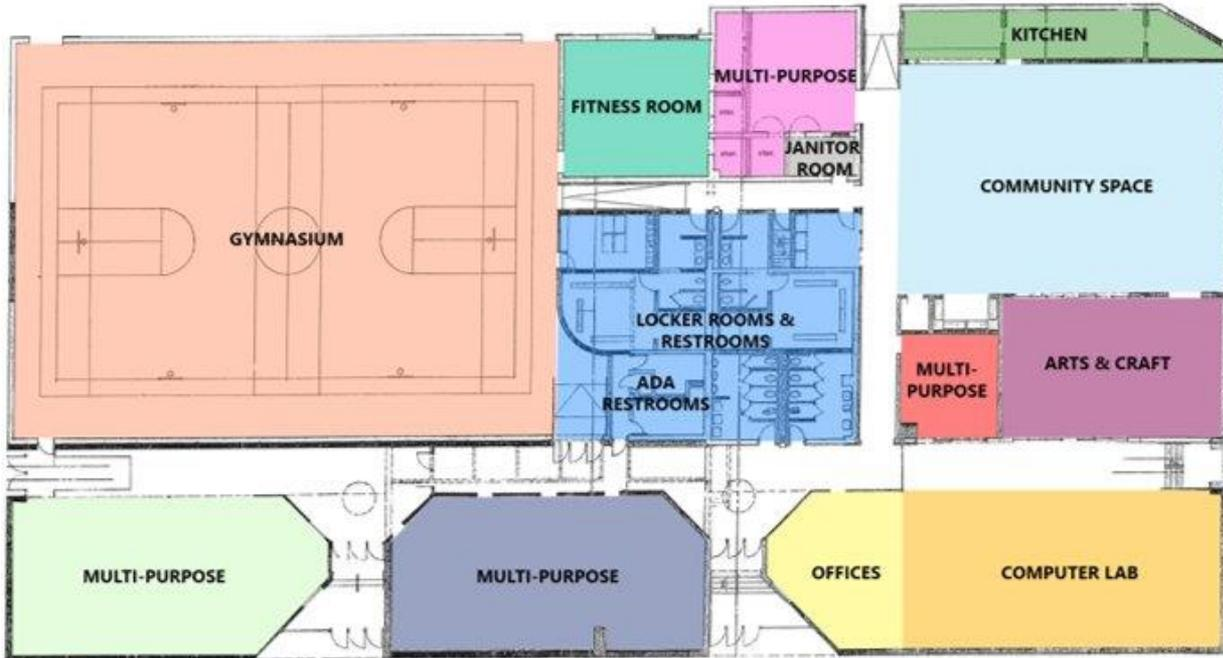 KITCHEN
MULTI-PURPOSE
FITNESS ROOM
JANITOR
ROOM
COMMUNITY SPACE
GYMNASIUM
LOCKER ROOMS &
RESTROOMS
MULTI-
PURPOSE
ARTS & CRAFT
ADA
RESTROOMS
MULTI-PURPOSE
MULTI-PURPOSE
OFFICES
COMPUTER LAB